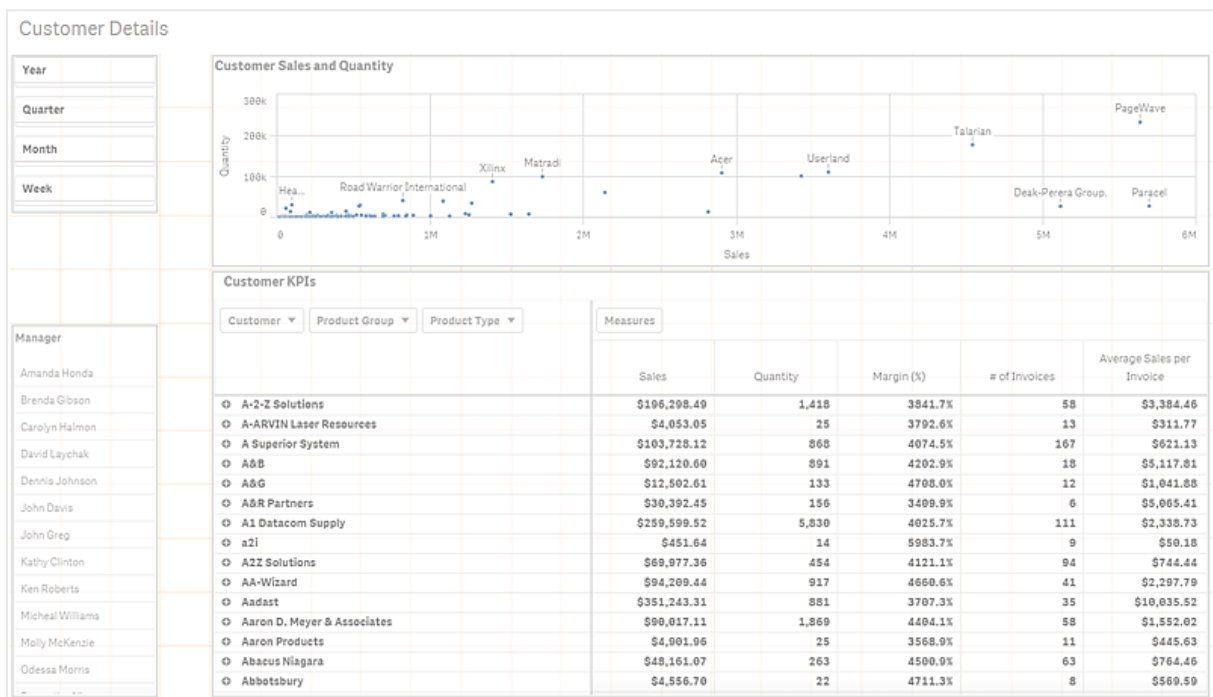 Customer Details
Year
Quarter
Month
Week
Customer Sales and Quantity
300k
200k
100k
0
Quantity
Hea...
Road Warrior International
Xilinx
Matradi
Acer
Userland
Talarian
PageWave
Deak-Perera Group.
Paracel
0 1M 2M 3M 4M 5M 6M
Sales
Manager
Amanda Honda
Brenda Gibson
Carolyn Halmon
David Laychak
Dennis Johnson
John Davis
John Greg
Kathy Clinton
Ken Roberts
Micheal Williams
Molly McKenzie
Odessa Morris
Customer KPIs
Customer Product Group Product Type Measures
Sales Quantity Margin (%) # of Invoices Average Sales per Invoice
A-2-Z Solutions $196,298.49 1,418 3841.7% 58 $3,384.46
A-ARVIN Laser Resources $4,053.05 25 3792.6% 13 $311.77
A Superior System $103,728.12 868 4074.5% 167 $621.13
A&B $92,120.60 891 4202.9% 18 $5,117.81
A&G $12,502.61 133 4708.0% 12 $1,041.88
A&R Partners $30,392.45 156 3409.9% 6 $5,065.41
A1 Datacom Supply $259,599.52 5,830 4025.7% 111 $2,338.73
a2i $451.64 14 5983.7% 9 $50.18
A2Z Solutions $69,977.36 454 4121.1% 94 $744.44
AA-Wizard $94,209.44 917 4660.6% 41 $2,297.79
Aadast $351,243.31 881 3707.3% 35 $10,035.52
Aaron D. Meyer & Associates $90,017.11 1,869 4404.1% 58 $1,552.02
Aaron Products $4,901.96 25 3568.9% 11 $445.63
Abacus Niagara $48,161.07 263 4500.9% 63 $764.46
Abbotsbury $4,556.70 22 4711.3% 8 $569.59